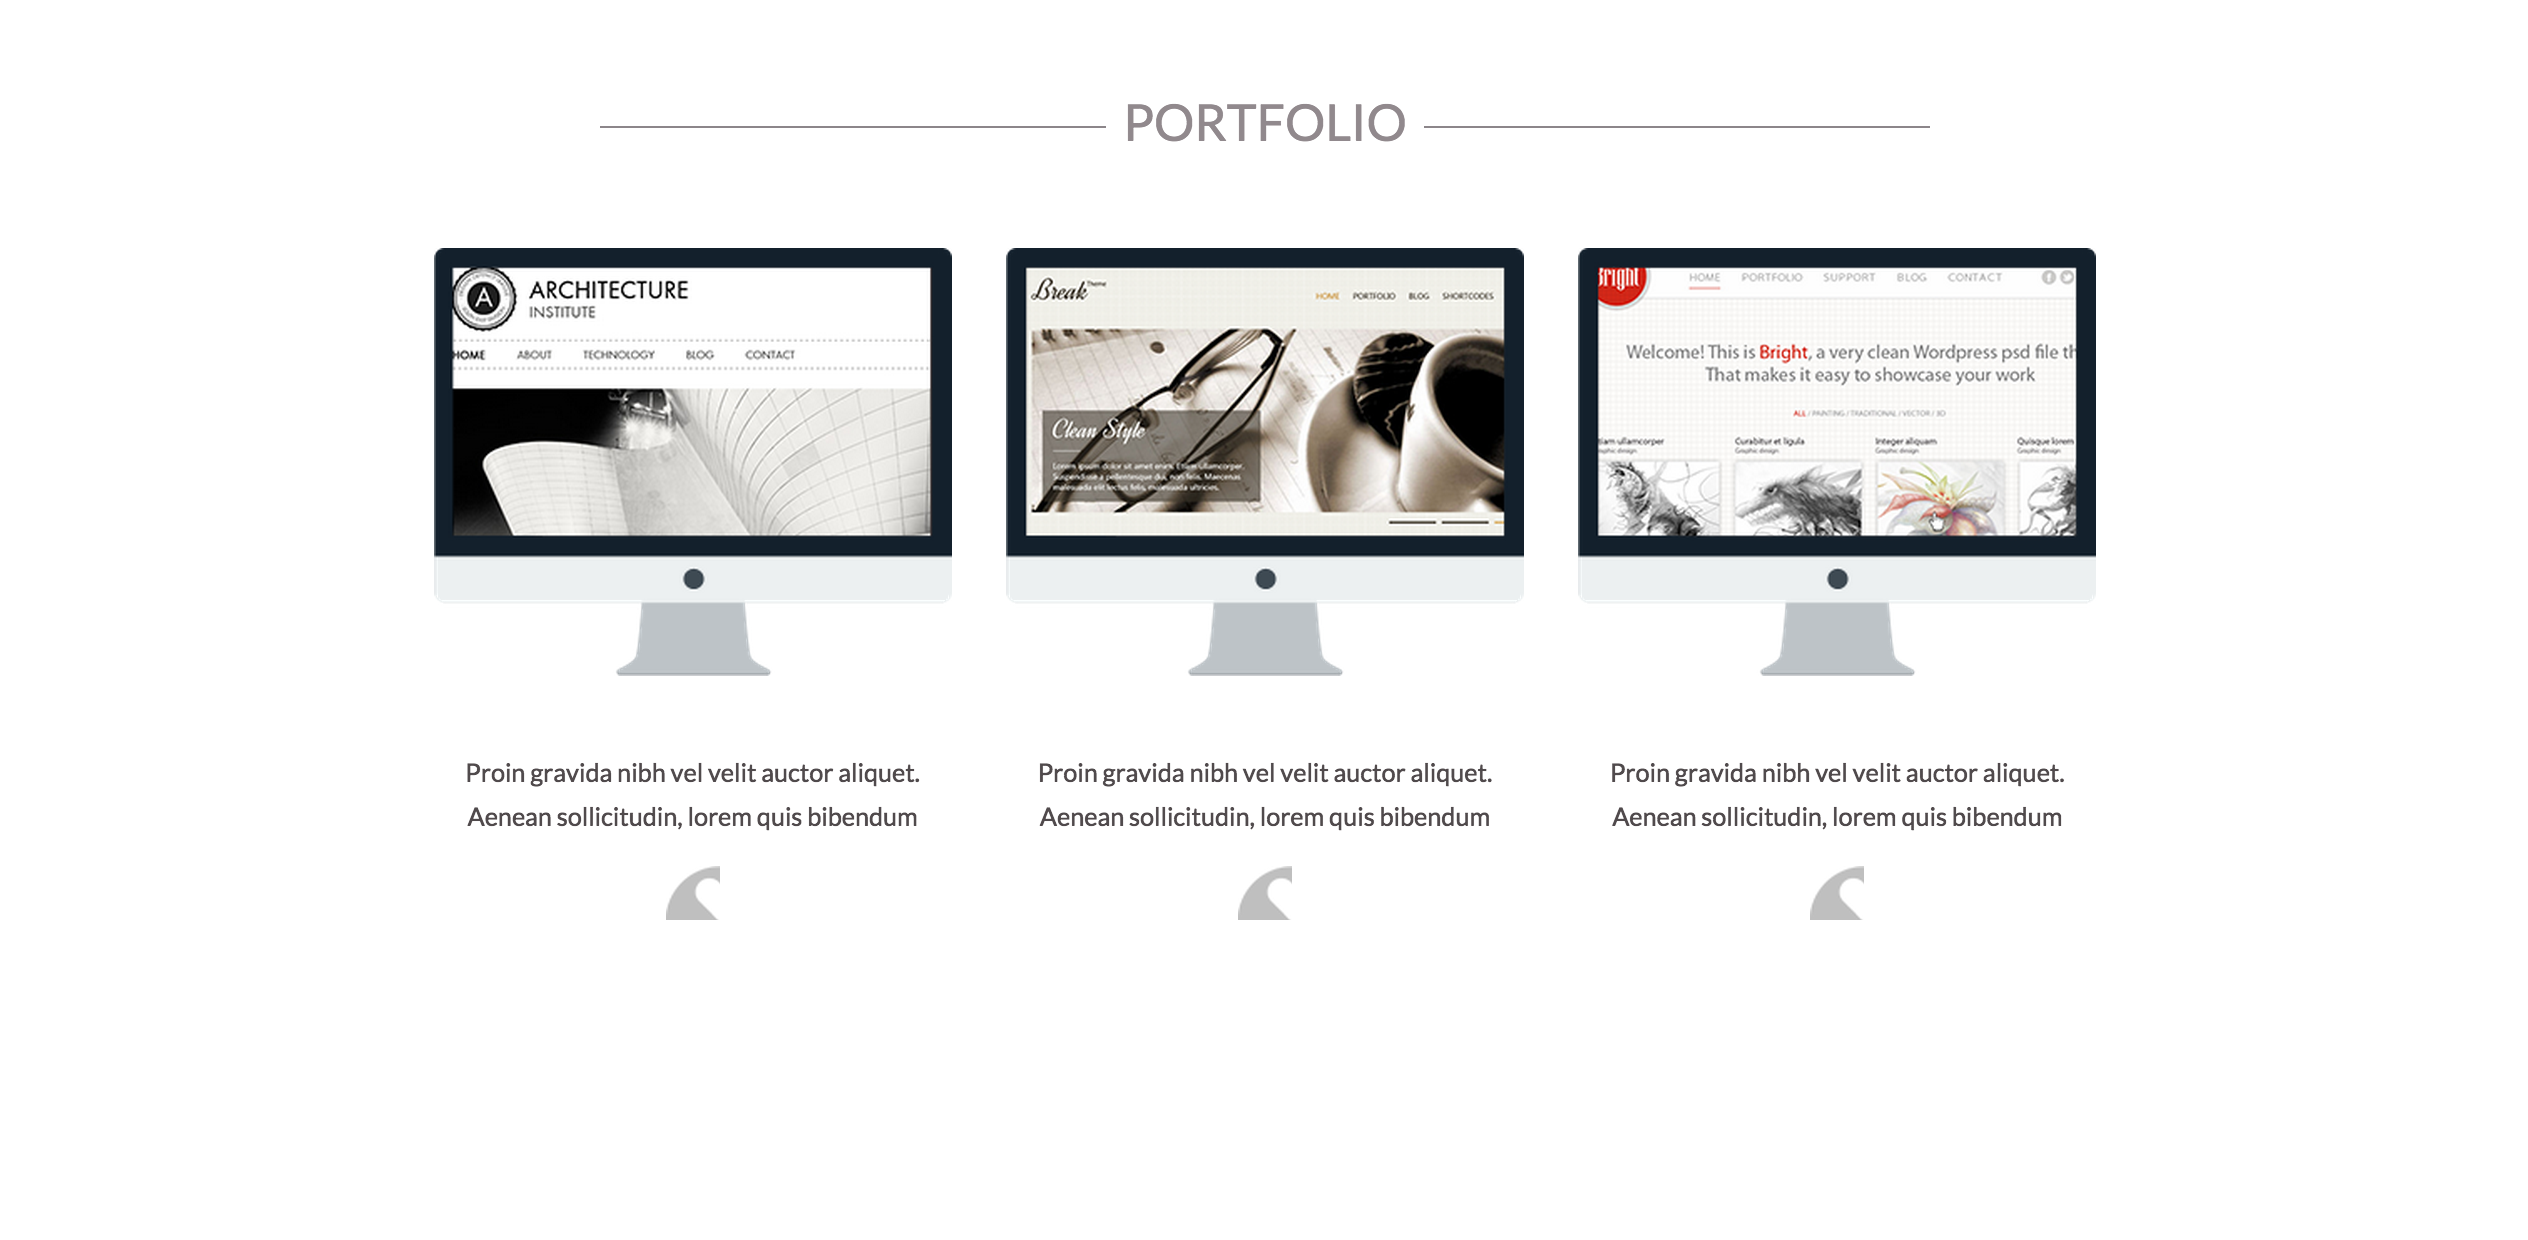 PORTFOLIO
A
ARCHITECTURE
INSTITUTE
HOME ABOUT TECHNOLOGY BLOG CONTACT
Break Theme
HOME PORTFOLIO BLOG SHORTCODES
Clean Style
Lorem ipsum dolor sit amet enim. Etiam ullamcorper.
Suspendisse a pellentesque dui, non felis. Maecenas
malesuada elit lectus felis, malesuada ultricies.
Bright
HOME PORTFOLIO SUPPORT BLOG CONTACT
Welcome! This is Bright, a very clean Wordpress psd file th
That makes it easy to showcase your work
ALL / PAINTING / TRADITIONAL / VECTOR / 3D
tiam ullamcorper Curabitur et ligula Integer aliquam Quisque lorem
Graphic design Graphic design Graphic design Graphic design
Proin gravida nibh vel velit auctor aliquet.
Aenean sollicitudin, lorem quis bibendum
Proin gravida nibh vel velit auctor aliquet.
Aenean sollicitudin, lorem quis bibendum
Proin gravida nibh vel velit auctor aliquet.
Aenean sollicitudin, lorem quis bibendum